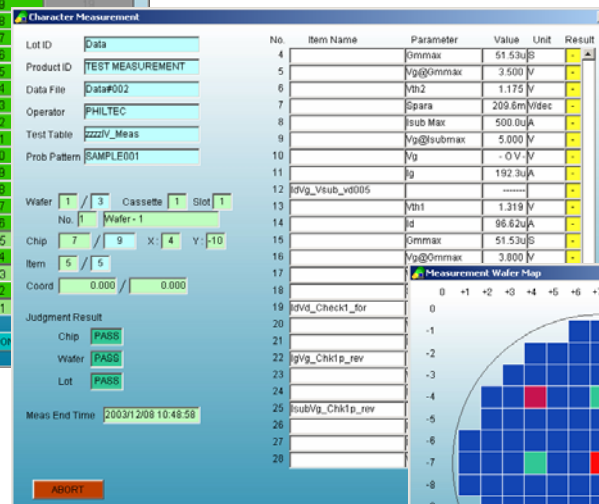 Character Measurement
Lot ID Data
Product ID TEST MEASUREMENT
Data File Data#002
Operator PHILTEC
Test Table zzzzIV_Meas
Prob Pattern SAMPLE001
Wafer 1 / 3 Cassette 1 Slot 1
No. 1 Wafer - 1
Chip 7 / 9 X: 4 Y: -10
Item 5 / 5
Coord 0.000 / 0.000
Judgment Result
Chip PASS
Wafer PASS
Lot PASS
Meas End Time 2003/12/08 10:48:58
ABORT
No. Item Name Parameter Value Unit Result
4 Gmmax 51.53u S -
5 Vg@Gmmax 3.500 V -
6 Vth2 1.175 V -
7 Spara 209.6m V/dec -
8 Isub Max 500.0u A -
9 Vg@Isubmax 5.000 V -
10 Vg - O V - V -
11 Ig 192.3u A -
12 IdVg_Vsub_vd005 ------- -
13 Vth1 1.319 V -
14 Id 96.62u A -
15 Gmmax 51.53u S -
16 Vg@Gmmax 3.800 V -
17
18
19 IdVd_Check1_for
20
21
22 IgVg_Chk1p_rev
23
24
25 IsubVg_Chk1p_rev
26
27
28
Measurement Wafer Map
0 +1 +2 +3 +4 +5 +6
0
-1
-2
-3
-4
-5
-6
-7
-8